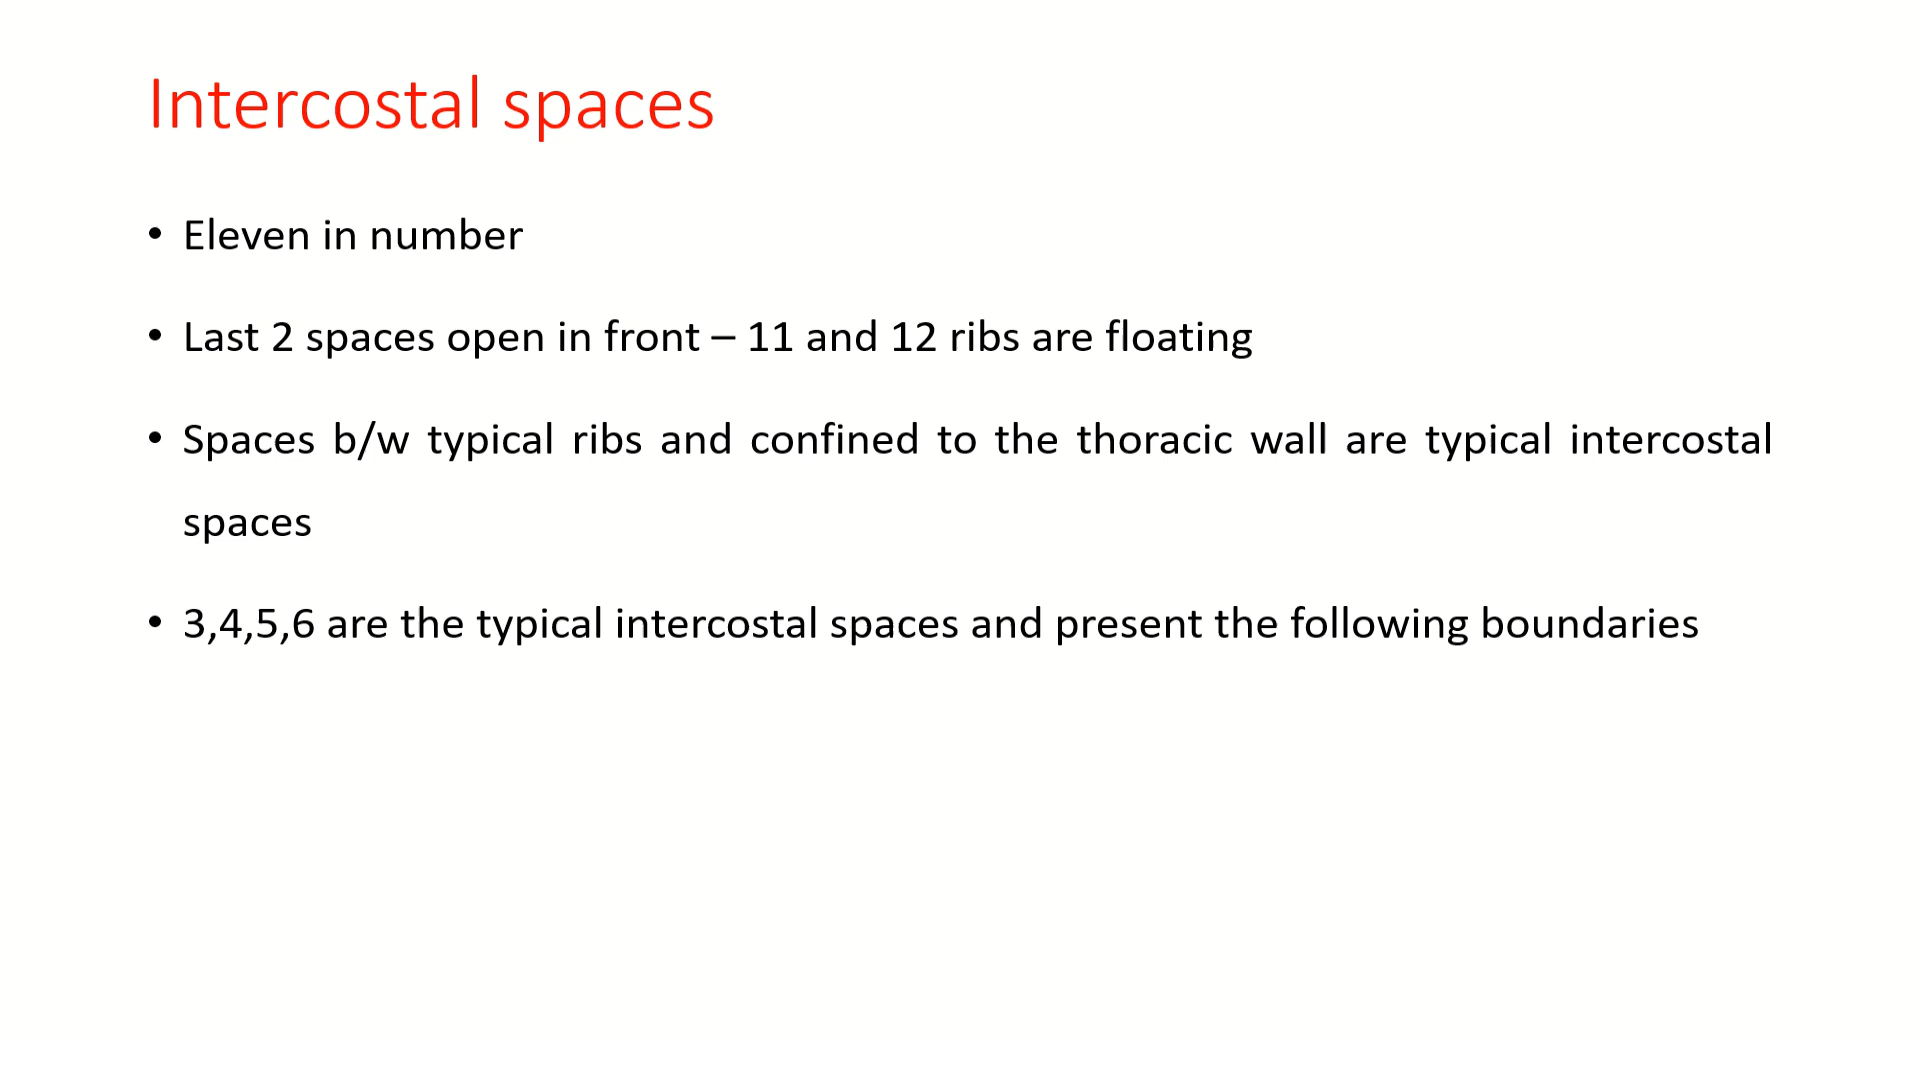 Intercostal spaces
• Eleven in number
• Last 2 spaces open in front – 11 and 12 ribs are floating
• Spaces b/w typical ribs and confined to the thoracic wall are typical intercostal
spaces
• 3,4,5,6 are the typical intercostal spaces and present the following boundaries